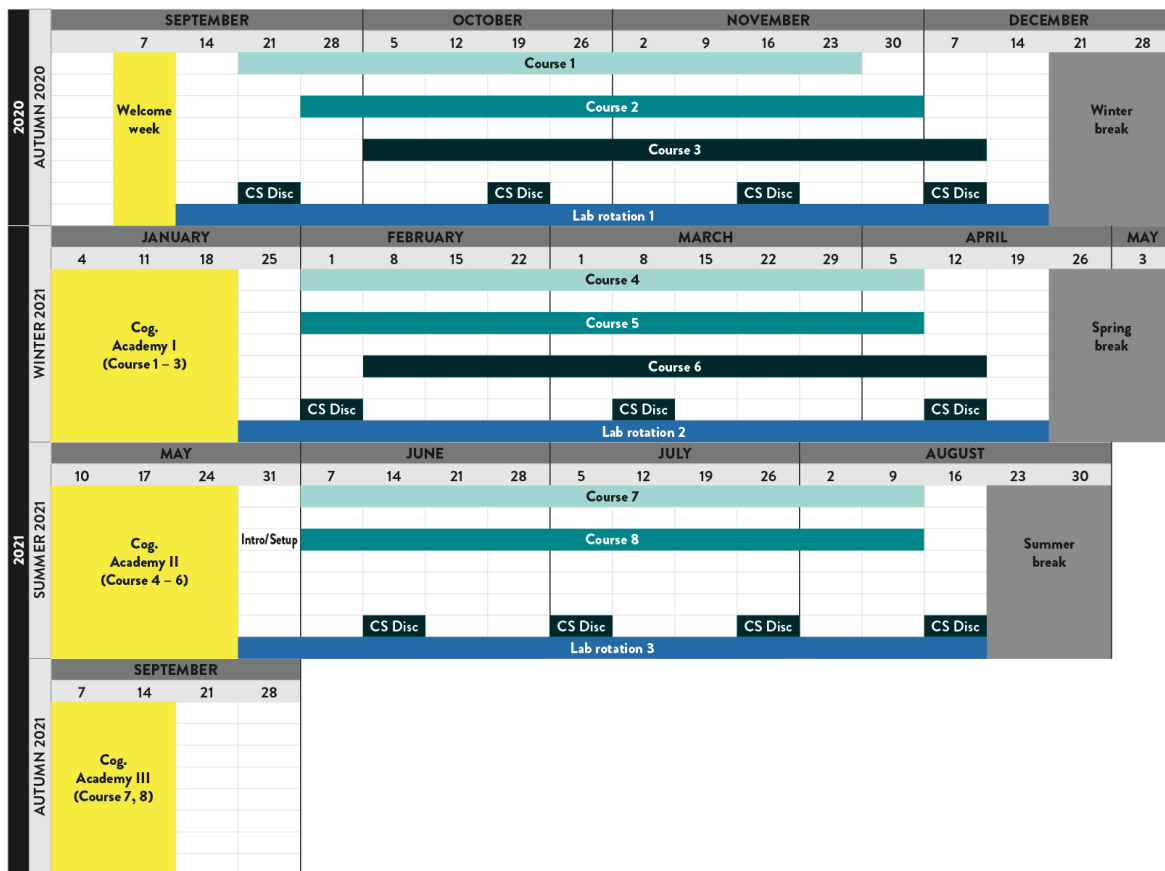 2020
AUTUMN 2020
SEPTEMBER OCTOBER NOVEMBER DECEMBER
7 14 21 28 5 12 19 26 2 9 16 23 30 7 14 21 28
Course 1
Welcome
week
Course 2
Winter
break
Course 3
CS Disc CS Disc CS Disc CS Disc
Lab rotation 1
2021
WINTER 2021
JANUARY FEBRUARY MARCH APRIL MAY
4 11 18 25 1 8 15 22 1 8 15 22 29 5 12 19 26 3
Course 4
Cog.
Academy I
(Course 1 – 3)
Course 5
Spring
break
Course 6
CS Disc CS Disc CS Disc
Lab rotation 2
SUMMER 2021
MAY JUNE JULY AUGUST
10 17 24 31 7 14 21 28 5 12 19 26 2 9 16 23 30
Course 7
Cog.
Academy II
(Course 4 – 6)
Intro/Setup
Course 8
Summer
break
CS Disc CS Disc CS Disc CS Disc
Lab rotation 3
AUTUMN 2021
SEPTEMBER
7 14 21 28
Cog.
Academy III
(Course 7, 8)